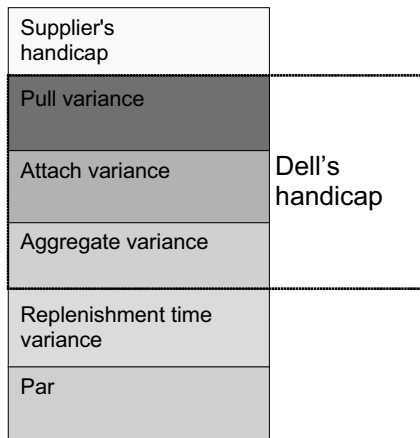 Supplier's
handicap
Pull variance
Attach variance
Dell's
handicap
Aggregate variance
Replenishment time
variance
Par